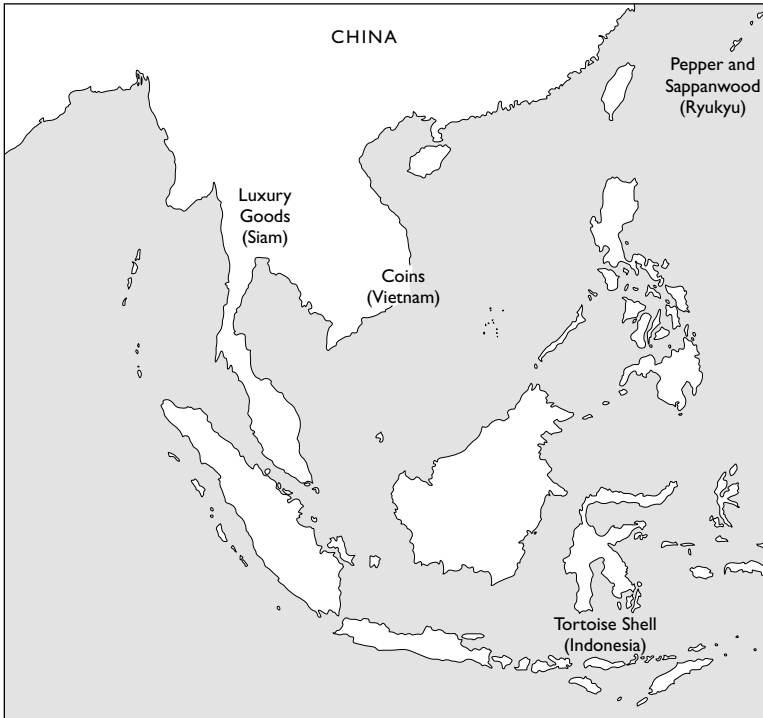 CHINA
Pepper and
Sappanwood
(Ryukyu)
Luxury
Goods
(Siam)
Coins
(Vietnam)
Tortoise Shell
(Indonesia)